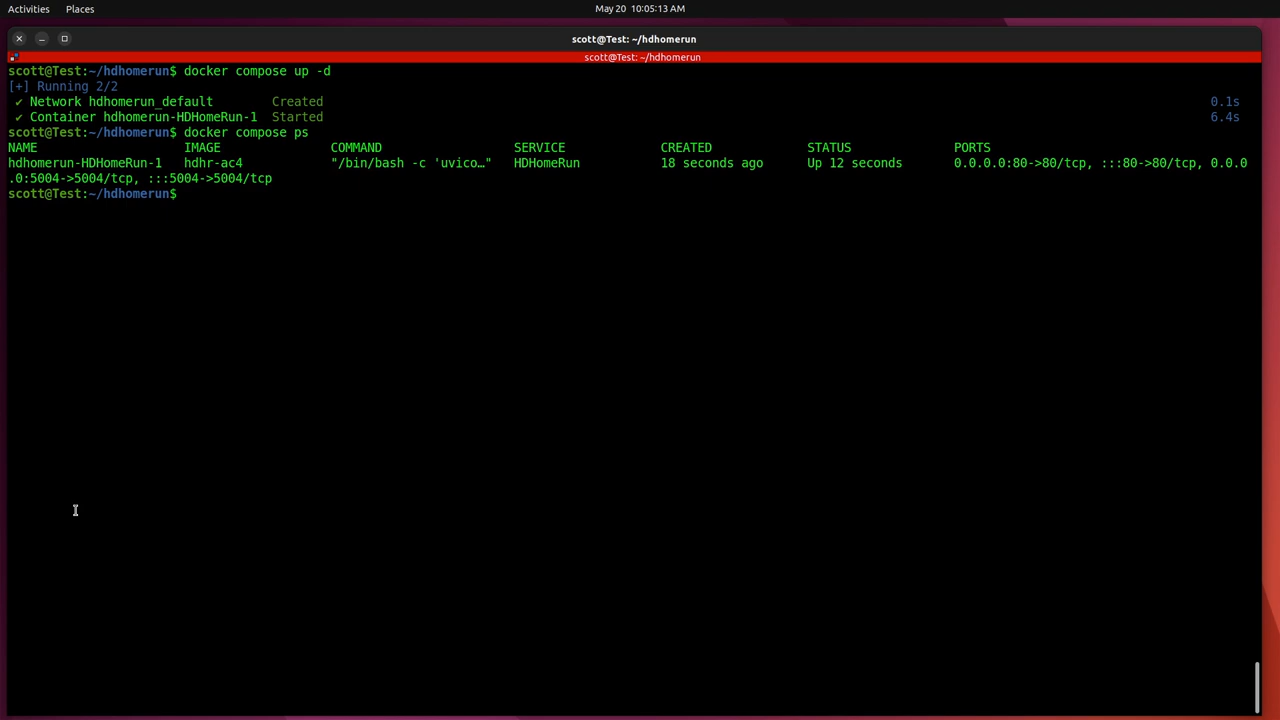 Activities Places May 20 10:05:13 AM
scott@Test: ~/hdhomerun
scott@Test: ~/hdhomerun
scott@Test:~/hdhomerun$ docker compose up -d
[+] Running 2/2
✔ Network hdhomerun_default Created 0.1s
✔ Container hdhomerun-HDHomeRun-1 Started 6.4s
scott@Test:~/hdhomerun$ docker compose ps
NAME IMAGE COMMAND SERVICE CREATED STATUS PORTS
hdhomerun-HDHomeRun-1 hdhr-ac4 "/bin/bash -c 'uvico…" HDHomeRun 18 seconds ago Up 12 seconds 0.0.0.0:80->80/tcp, :::80->80/tcp, 0.0.0
.0:5004->5004/tcp, :::5004->5004/tcp
scott@Test:~/hdhomerun$